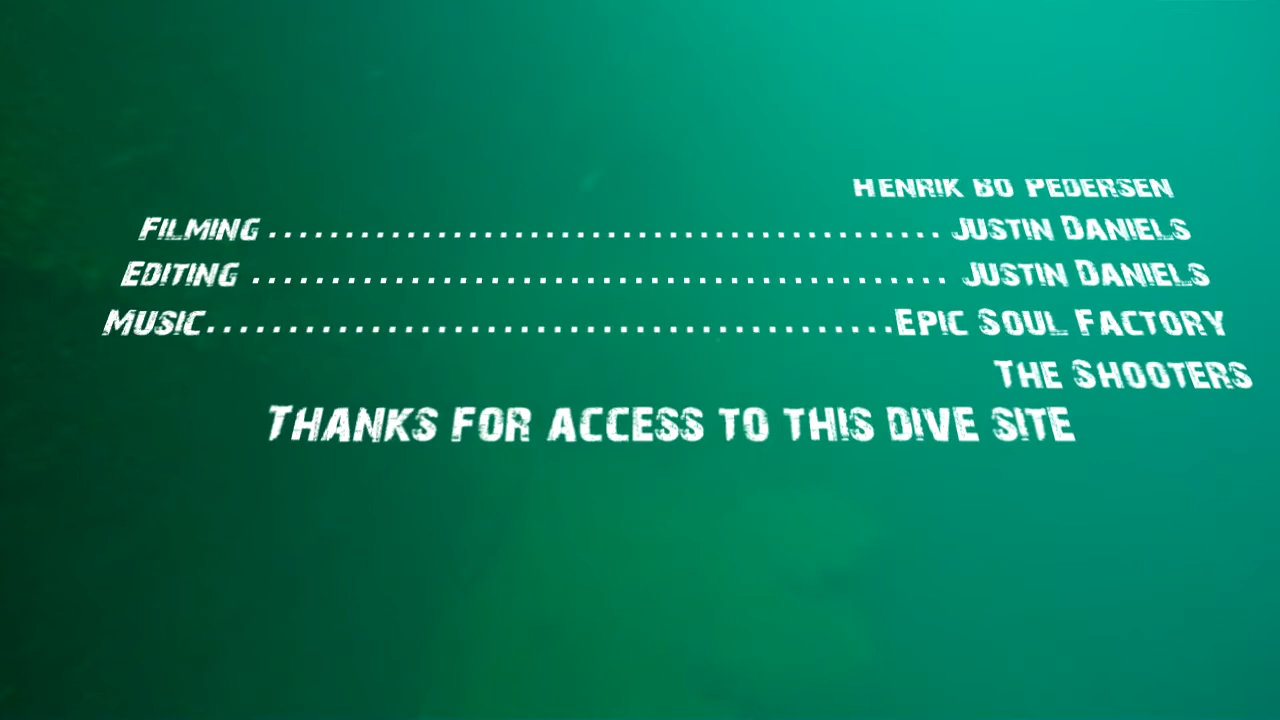 Henrik Bo Pedersen
Filming ......................................... Justin Daniels
Editing .......................................... Justin Daniels
Music..........................................Epic Soul Factory
The Shooters
Thanks for access to this dive site